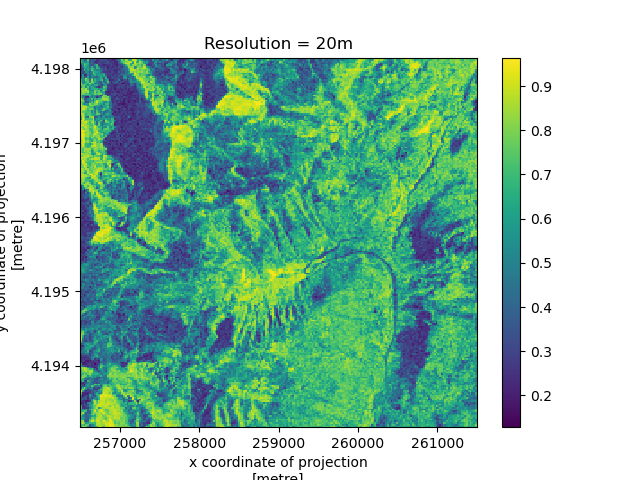 Resolution = 20m
1e6
4.198
4.197
4.196
4.195
4.194
y coordinate of projection
[metre]
257000 258000 259000 260000 261000
x coordinate of projection
[metre]
0.9
0.8
0.7
0.6
0.5
0.4
0.3
0.2